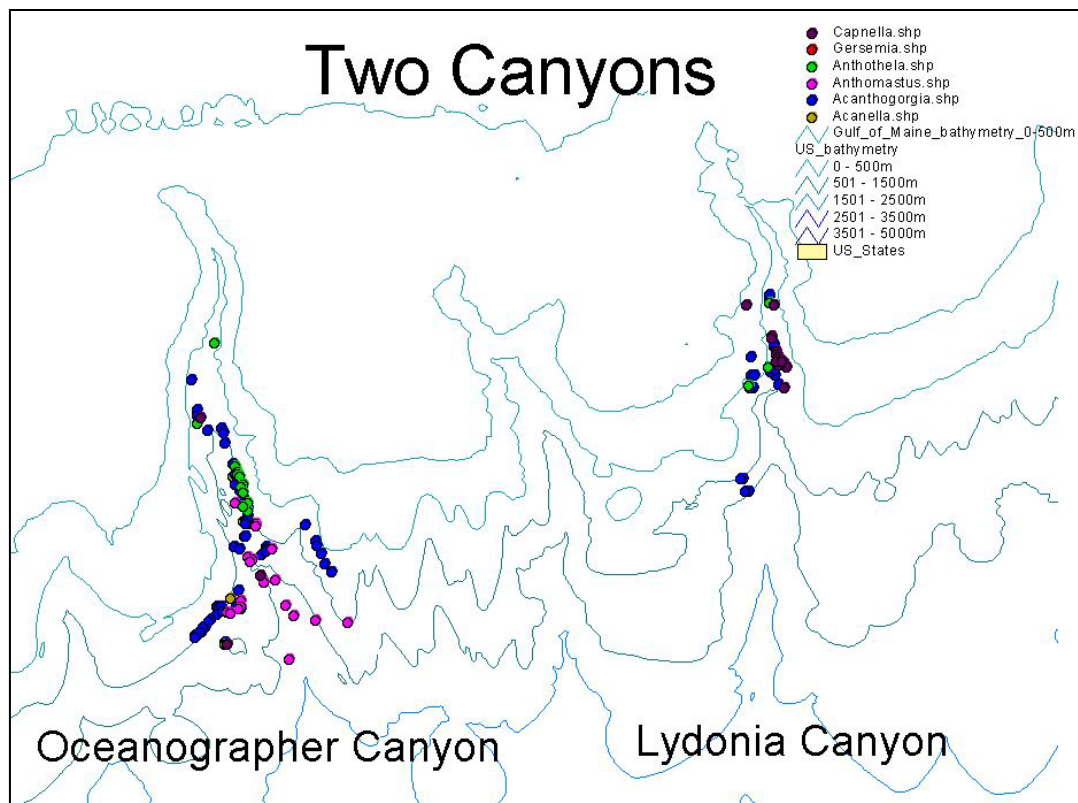 Two Canyons
Capnella.shp
Gersemia.shp
Anthothela.shp
Anthomastus.shp
Acanthogorgia.shp
Acanella.shp
Gulf_of_Maine_bathymetry_0-500m
US_bathymetry
0 - 500m
501 - 1500m
1501 - 2500m
2501 - 3500m
3501 - 5000m
US_States
Oceanographer Canyon
Lydonia Canyon